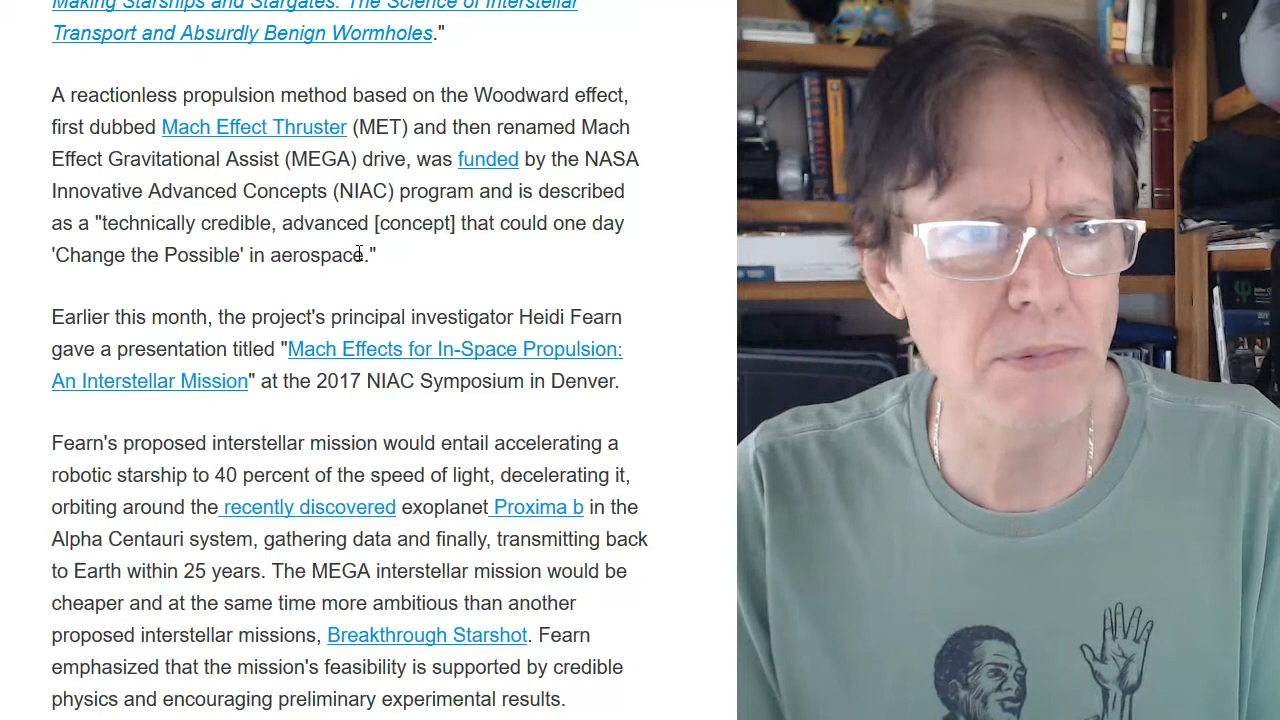 Making Starships and Stargates: The Science of Interstellar
Transport and Absurdly Benign Wormholes."
A reactionless propulsion method based on the Woodward effect,
first dubbed Mach Effect Thruster (MET) and then renamed Mach
Effect Gravitational Assist (MEGA) drive, was funded by the NASA
Innovative Advanced Concepts (NIAC) program and is described
as a "technically credible, advanced [concept] that could one day
'Change the Possible' in aerospace."
Earlier this month, the project's principal investigator Heidi Fearn
gave a presentation titled "Mach Effects for In-Space Propulsion:
An Interstellar Mission" at the 2017 NIAC Symposium in Denver.
Fearn's proposed interstellar mission would entail accelerating a
robotic starship to 40 percent of the speed of light, decelerating it,
orbiting around the recently discovered exoplanet Proxima b in the
Alpha Centauri system, gathering data and finally, transmitting back
to Earth within 25 years. The MEGA interstellar mission would be
cheaper and at the same time more ambitious than another
proposed interstellar missions, Breakthrough Starshot. Fearn
emphasized that the mission's feasibility is supported by credible
physics and encouraging preliminary experimental results.